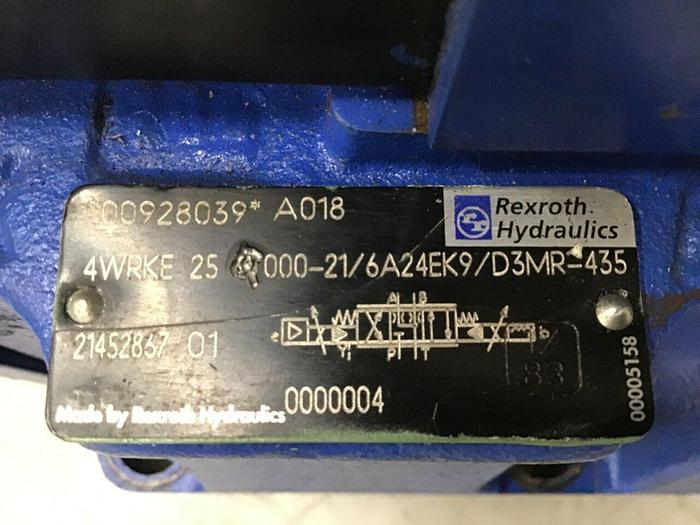 00928039* A018
Rexroth
Hydraulics
4WRKE 25 000-21/6A24EK9/D3MR-435
A B
a b
P T
21452867 01
83
0000004
00005158
Made by Rexroth Hydraulics